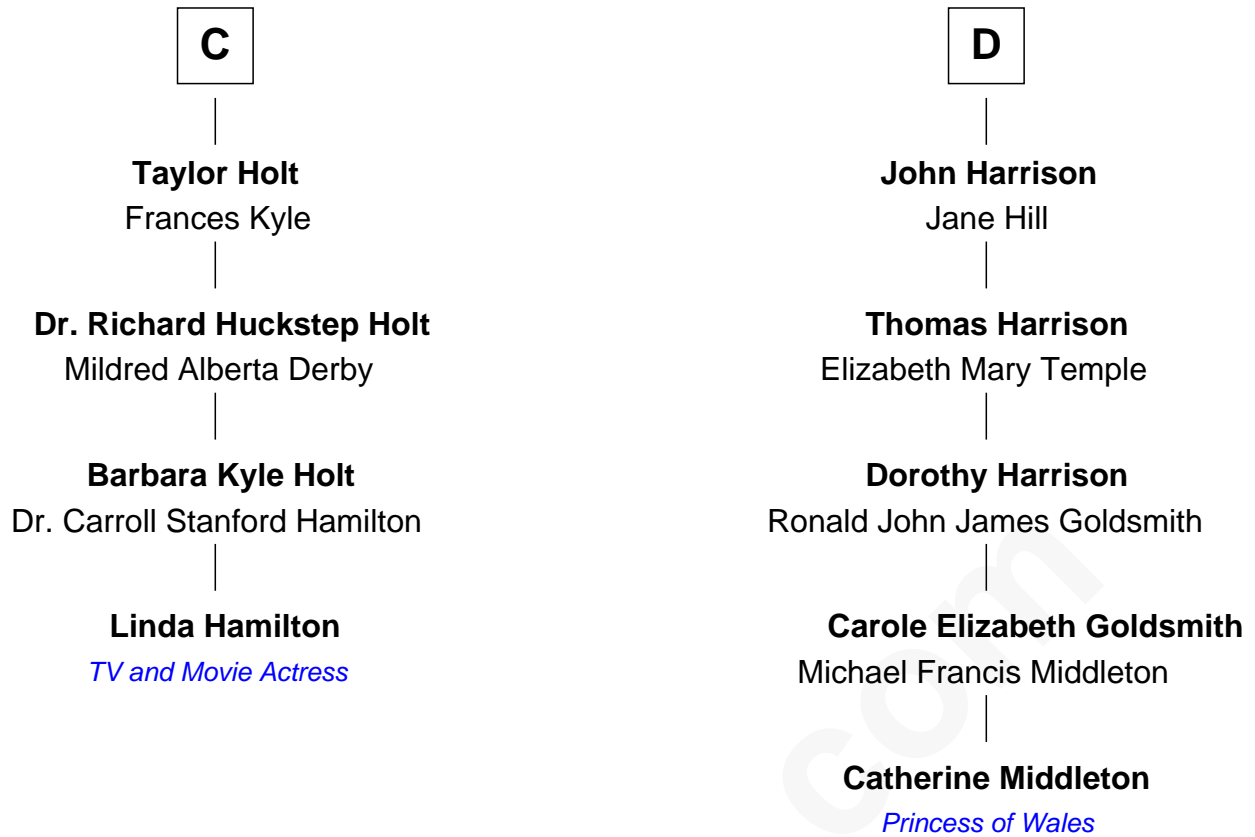 C
Taylor Holt
Frances Kyle
Dr. Richard Huckstep Holt
Mildred Alberta Derby
Barbara Kyle Holt
Dr. Carroll Stanford Hamilton
Linda Hamilton
TV and Movie Actress
D
John Harrison
Jane Hill
Thomas Harrison
Elizabeth Mary Temple
Dorothy Harrison
Ronald John James Goldsmith
Carole Elizabeth Goldsmith
Michael Francis Middleton
Catherine Middleton
Princess of Wales
com